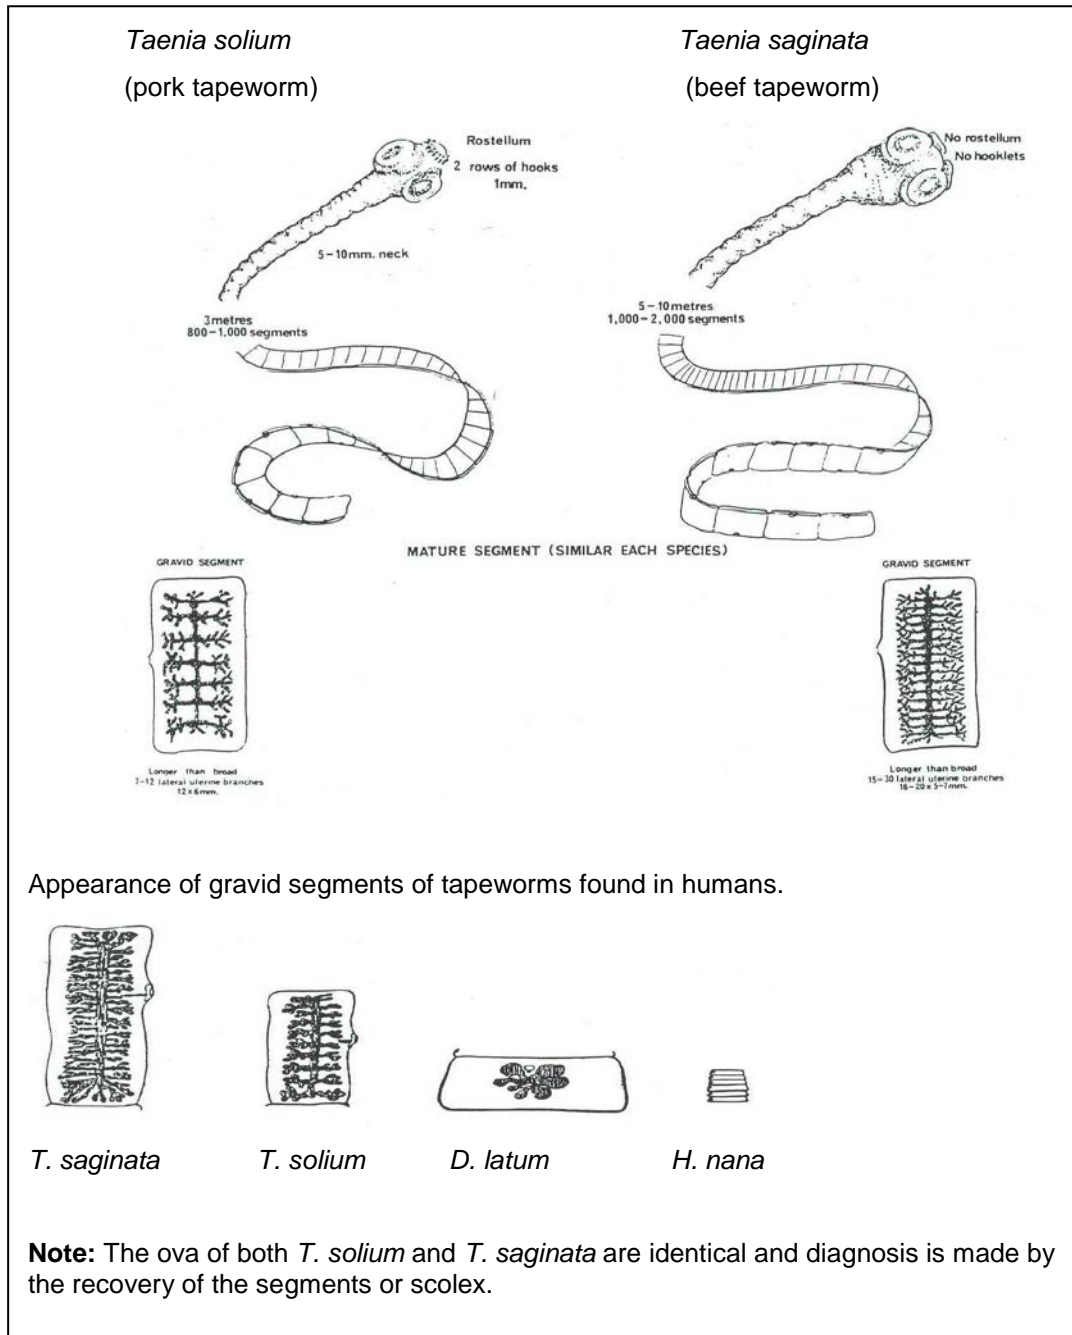 Taenia solium
(pork tapeworm)
Taenia saginata
(beef tapeworm)
Rostellum
2 rows of hooks
1mm.
5-10mm. neck
3metres
800-1,000 segments
No rostellum
No hooklets
5-10 metres
1,000-2,000 segments
MATURE SEGMENT (SIMILAR EACH SPECIES)
GRAVID SEGMENT
Longer than broad
7-12 lateral uterine branches
12 x 6mm.
GRAVID SEGMENT
Longer than broad
15-30 lateral uterine branches
16-20 x 5-7mm.
Appearance of gravid segments of tapeworms found in humans.
T. saginata
T. solium
D. latum
H. nana
Note: The ova of both T. solium and T. saginata are identical and diagnosis is made by
the recovery of the segments or scolex.